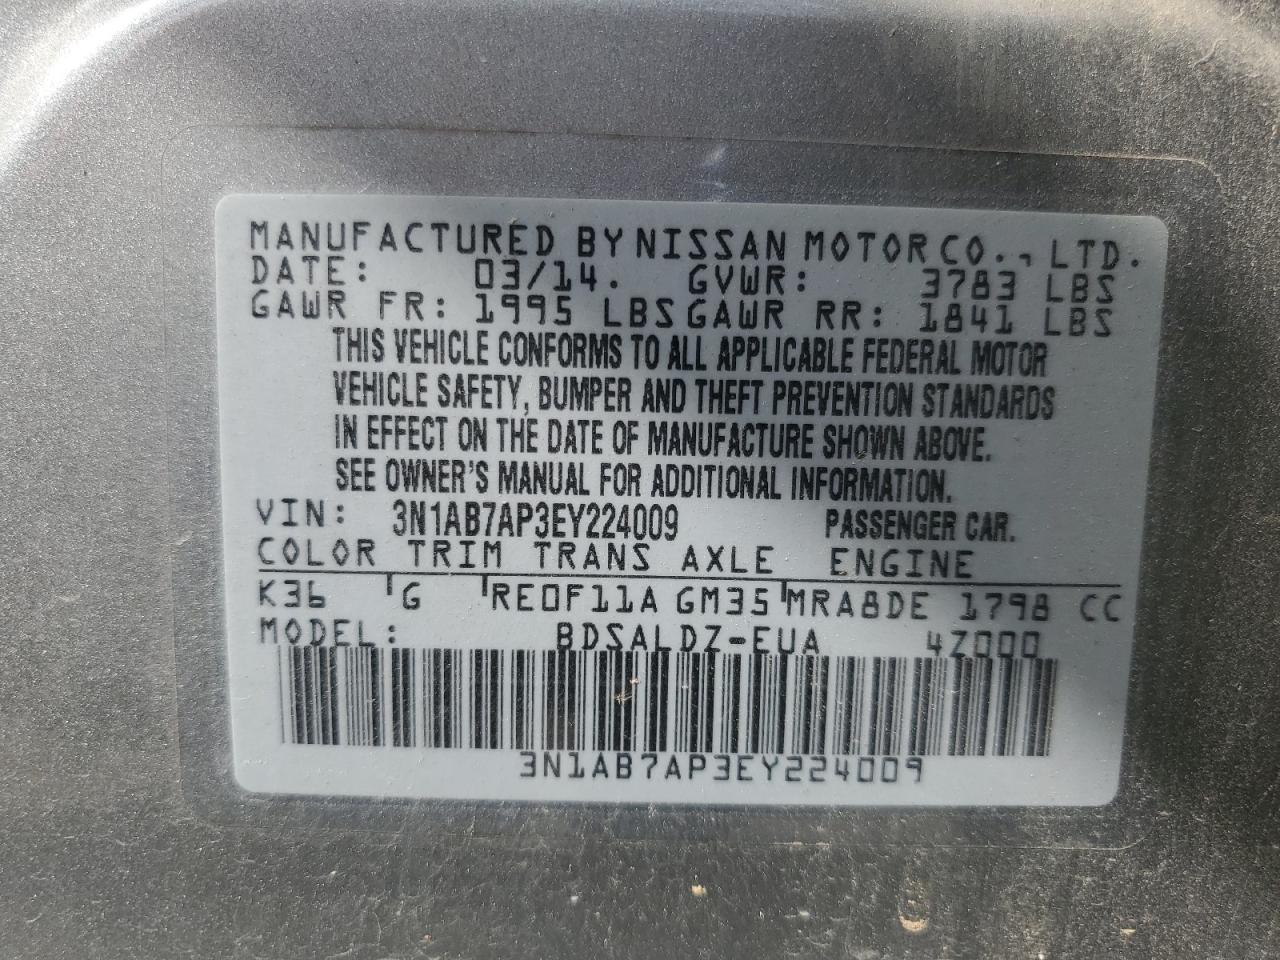 MANUFACTURED BY NISSAN MOTOR CO., LTD.
DATE: 03/14. GVWR: 3783 LBS
GAWR FR: 1995 LBS GAWR RR: 1841 LBS
THIS VEHICLE CONFORMS TO ALL APPLICABLE FEDERAL MOTOR
VEHICLE SAFETY, BUMPER AND THEFT PREVENTION STANDARDS
IN EFFECT ON THE DATE OF MANUFACTURE SHOWN ABOVE.
SEE OWNER'S MANUAL FOR ADDITIONAL INFORMATION.
VIN: 3N1AB7AP3EY224009 PASSENGER CAR.
COLOR TRIM TRANS AXLE ENGINE
K36 G RE0F11A GM35 MRA8DE 1798 CC
MODEL: BDSALDZ-EUA 4Z000
3N1AB7AP3EY224009